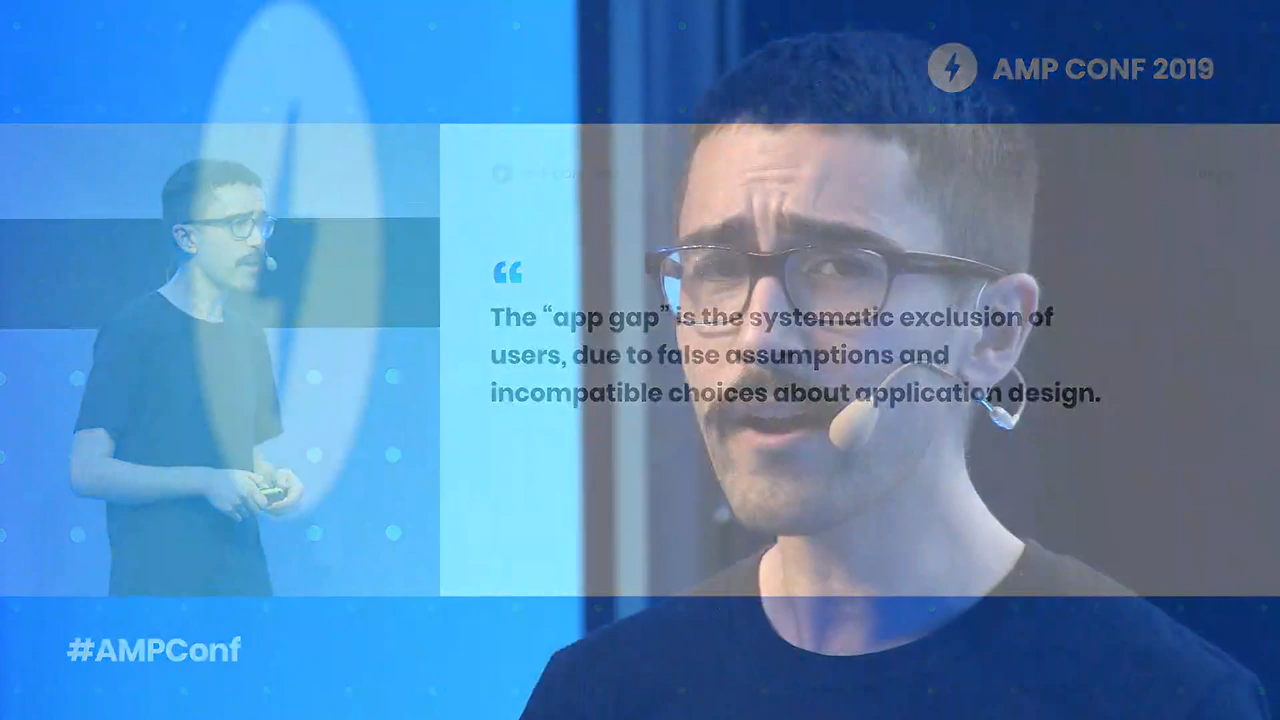 AMP CONF 2019
“
The “app gap” is the systematic exclusion of
users, due to false assumptions and
incompatible choices about application design.
#AMPConf